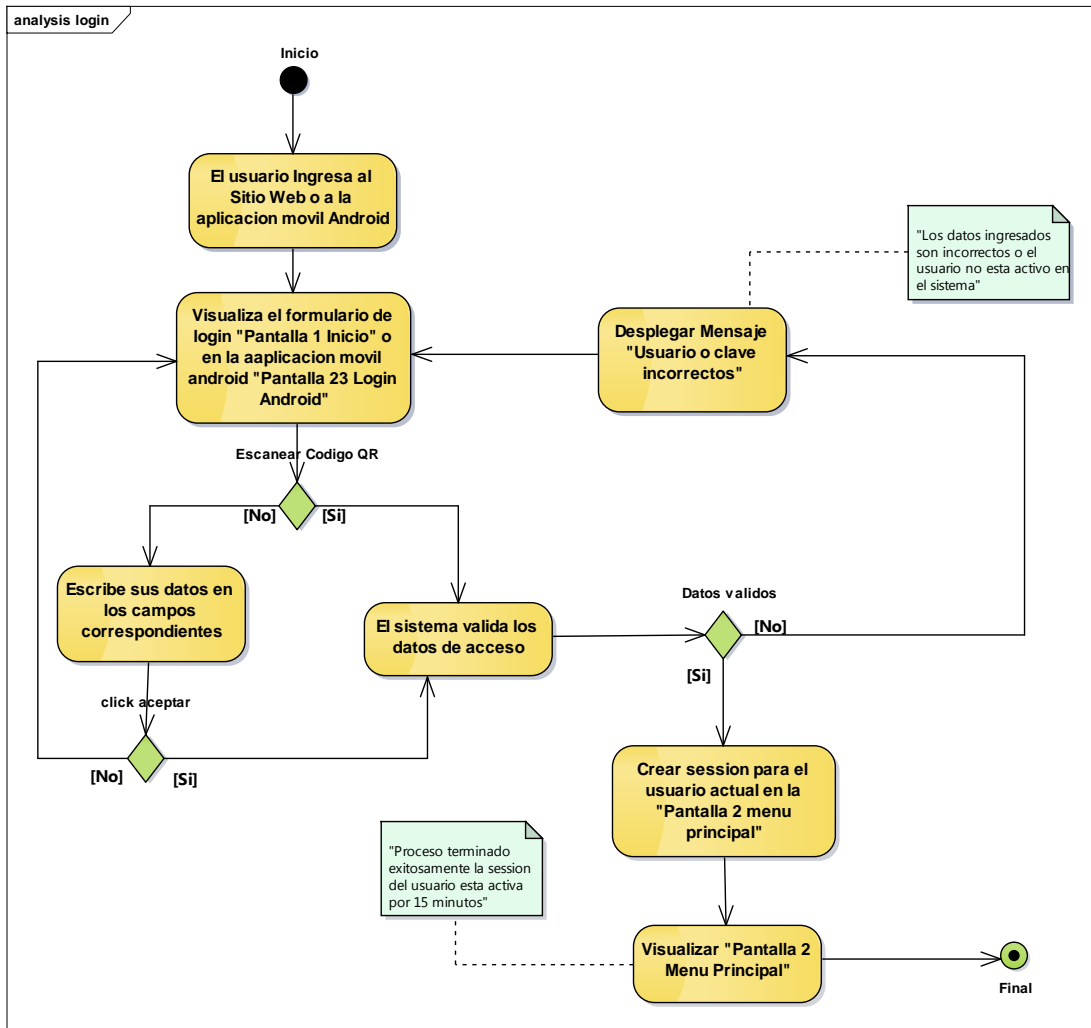 analysis login
Inicio
El usuario Ingresa al
Sitio Web o a la
aplicacion movil Android
"Los datos ingresados
son incorrectos o el
usuario no esta activo en
el sistema"
Visualiza el formulario de
login "Pantalla 1 Inicio" o
en la aaplicacion movil
android "Pantalla 23 Login
Android"
Desplegar Mensaje
"Usuario o clave
incorrectos"
Escanear Codigo QR
[No]
[Si]
Escribe sus datos en
los campos
correspondientes
El sistema valida los
datos de acceso
Datos validos
[No]
[Si]
click aceptar
[No]
[Si]
Crear session para el
usuario actual en la
"Pantalla 2 menu
principal"
"Proceso terminado
exitosamente la session
del usuario esta activa
por 15 minutos"
Visualizar "Pantalla 2
Menu Principal"
Final